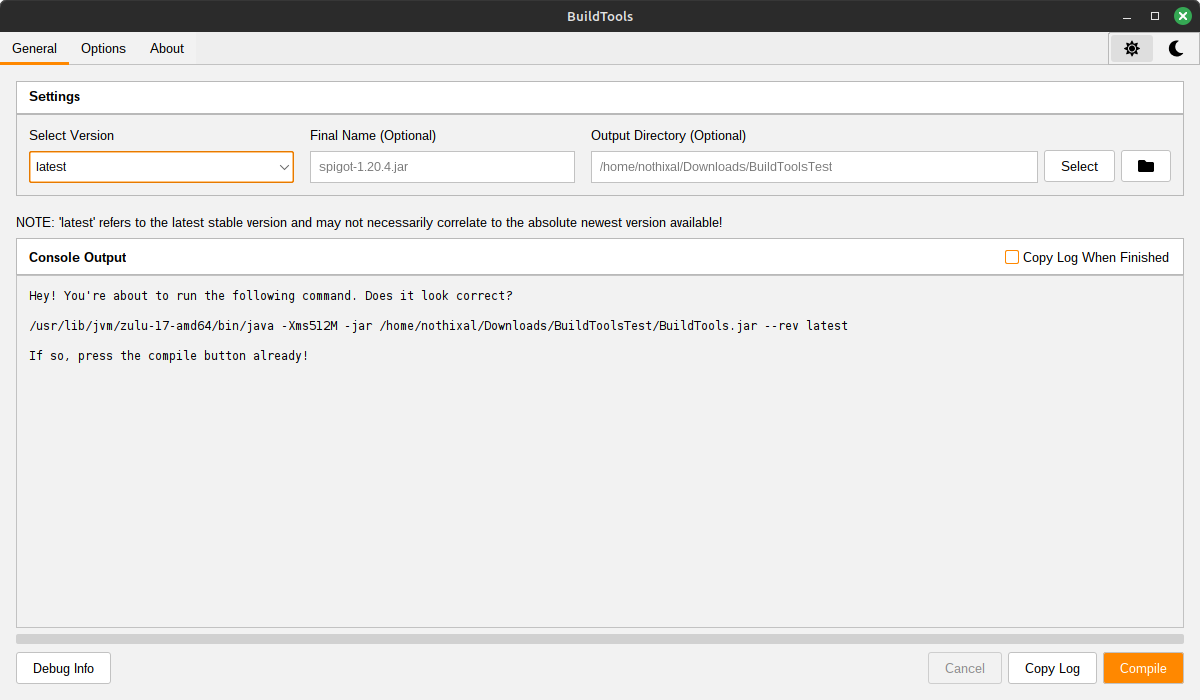 BuildTools
General Options About
Settings
Select Version Final Name (Optional) Output Directory (Optional)
latest spigot-1.20.4.jar /home/nothixal/Downloads/BuildToolsTest Select
NOTE: 'latest' refers to the latest stable version and may not necessarily correlate to the absolute newest version available!
Console Output Copy Log When Finished
Hey! You're about to run the following command. Does it look correct?
/usr/lib/jvm/zulu-17-amd64/bin/java -Xms512M -jar /home/nothixal/Downloads/BuildToolsTest/BuildTools.jar --rev latest
If so, press the compile button already!
Debug Info Cancel Copy Log Compile